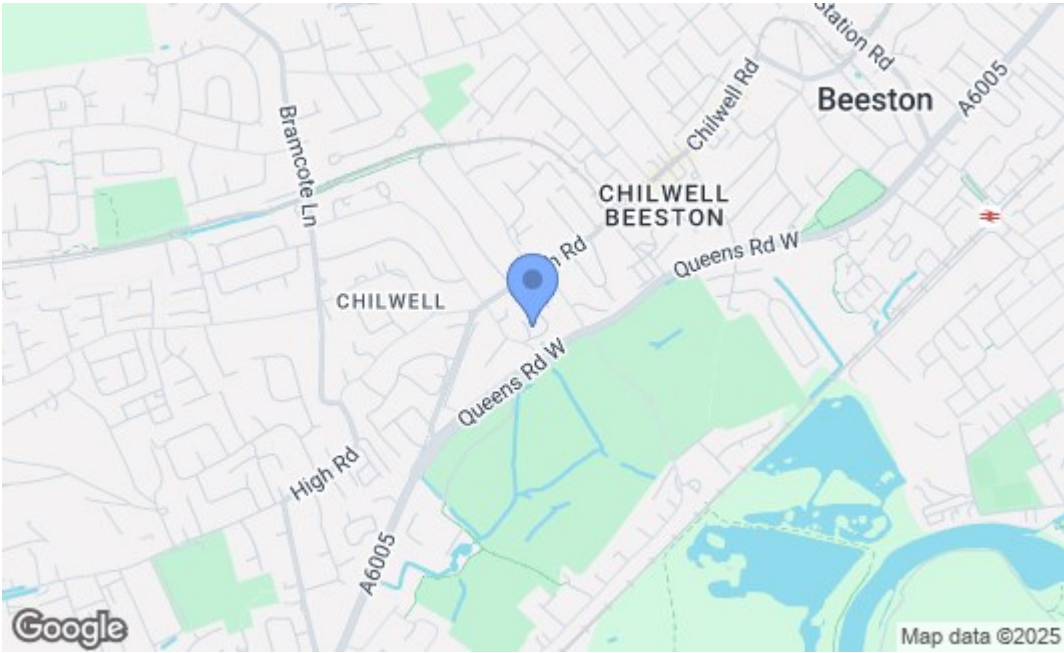 Station Rd
Beeston
A6005
Chilwell Rd
Bramcote Ln
CHILWELL
BEESTON
Queens Rd W
Rd
CHILWELL
Queens Rd W
High Rd
A6005
Google
Map data ©2025